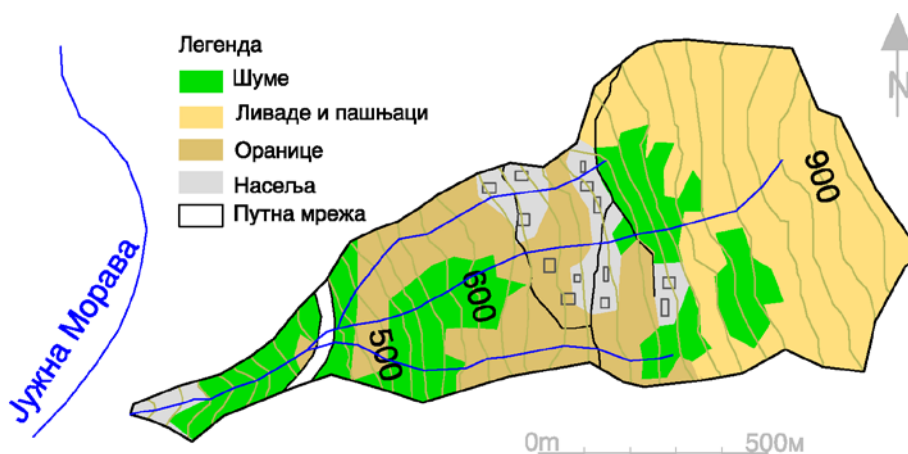 Легенда
Шуме
Ливаде и пашњаци
Оранице
Насеља
Путна мрежа
N
900
600
500
Јужна Морава
0m 500м